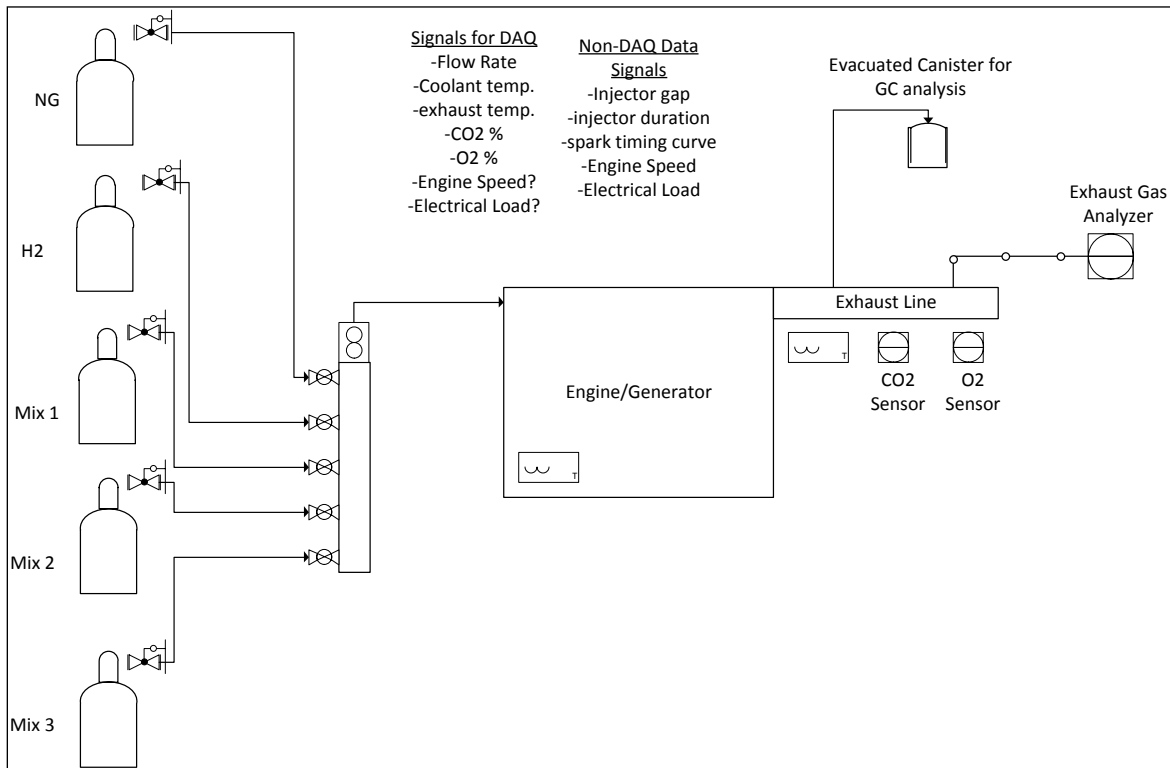 Signals for DAQ
-Flow Rate
-Coolant temp.
-exhaust temp.
-CO2 %
-O2 %
-Engine Speed?
-Electrical Load?
Non-DAQ Data
Signals
-Injector gap
-injector duration
-spark timing curve
-Engine Speed
-Electrical Load
Evacuated Canister for
GC analysis
Exhaust Gas
Analyzer
NG
H2
Mix 1
Mix 2
Mix 3
Engine/Generator
T
Exhaust Line
T
CO2
Sensor
O2
Sensor